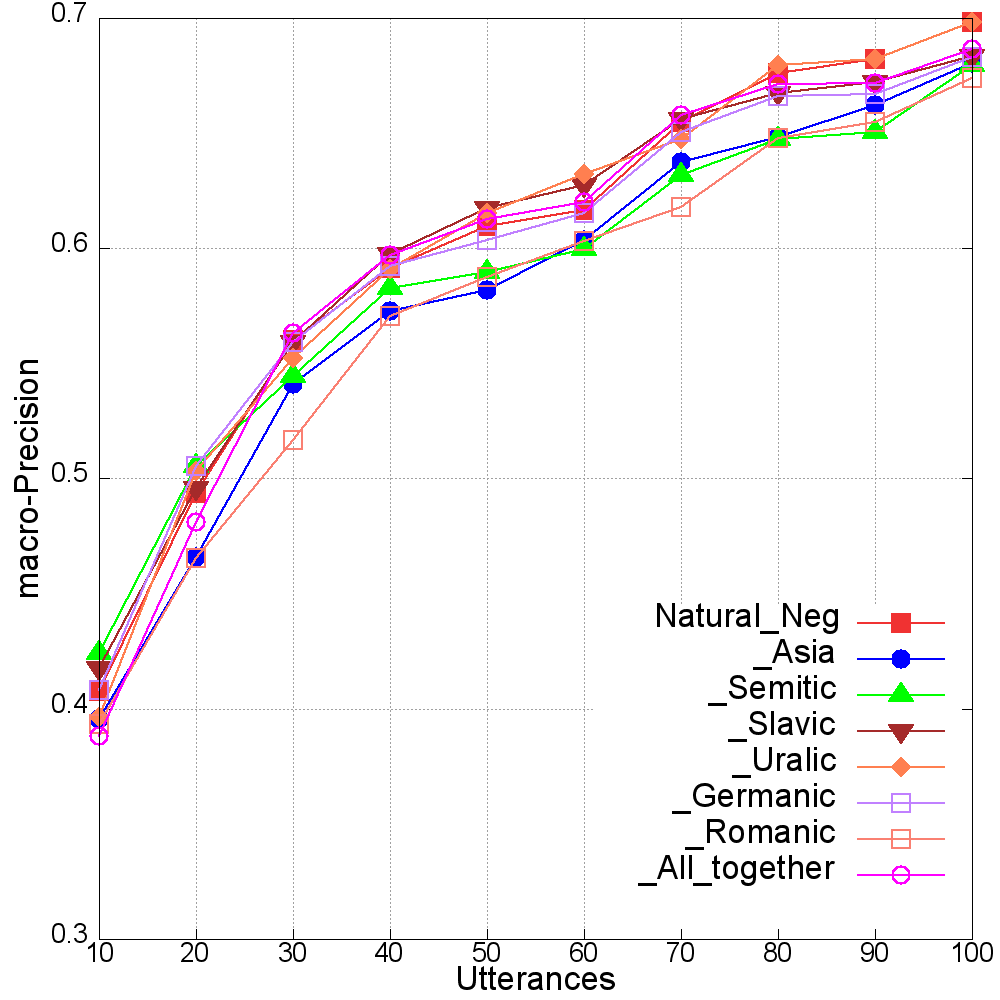 0.7
0.6
0.5
0.4
0.3
macro-Precision
10 20 30 40 50 60 70 80 90 100
Utterances
Natural_Neg
_Asia
_Semitic
_Slavic
_Uralic
_Germanic
_Romanic
_All_together